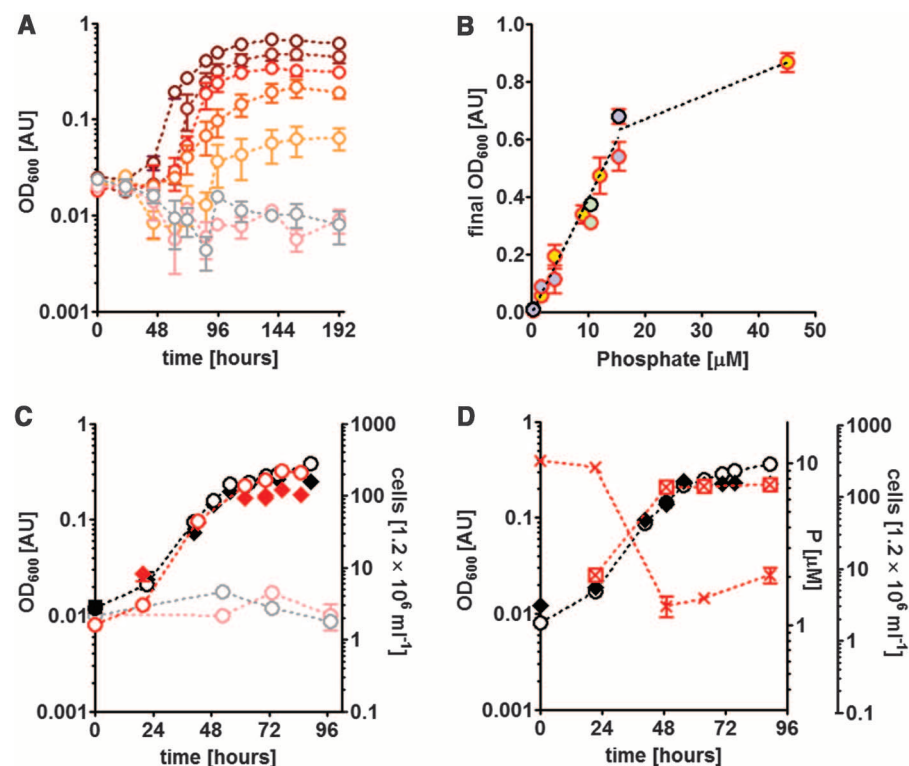 A
B
1
0.1
0.01
0.001
OD600 [AU]
0 48 96 144 192
time [hours]
1.0
0.8
0.6
0.4
0.2
0.0
final OD600 [AU]
0 10 20 30 40 50
Phosphate [µM]
C
D
1
0.1
0.01
0.001
OD600 [AU]
1000
100
10
1
0.1
cells [1.2 × 10^6 ml^-1]
0 24 48 72 96
time [hours]
1
0.1
0.01
0.001
OD600 [AU]
10
1
P [µM]
1000
100
10
1
0.1
cells [1.2 × 10^6 ml^-1]
0 24 48 72 96
time [hours]